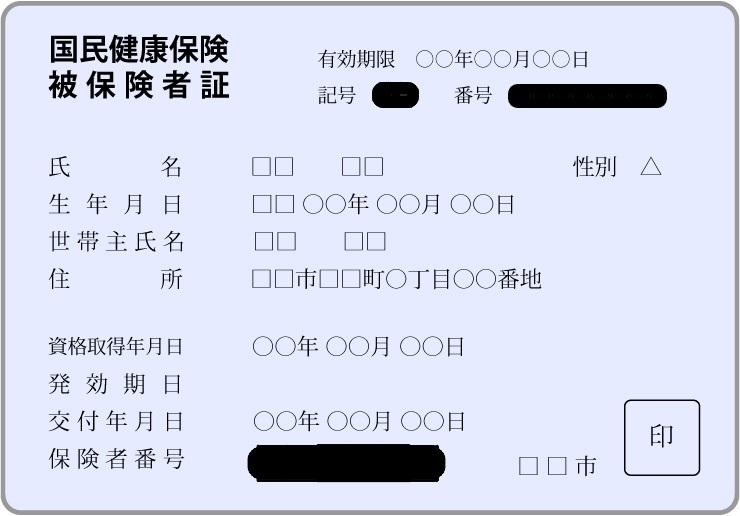 国民健康保険
被保険者証
有効期限 ○○年○○月○○日
記号 番号
氏名 □□ □□ 性別 △
生年月日 □□ ○○年 ○○月 ○○日
世帯主氏名 □□ □□
住所 □□市□□町○丁目○○番地
資格取得年月日 ○○年 ○○月 ○○日
発効期日
交付年月日 ○○年 ○○月 ○○日
保険者番号
□□市
印